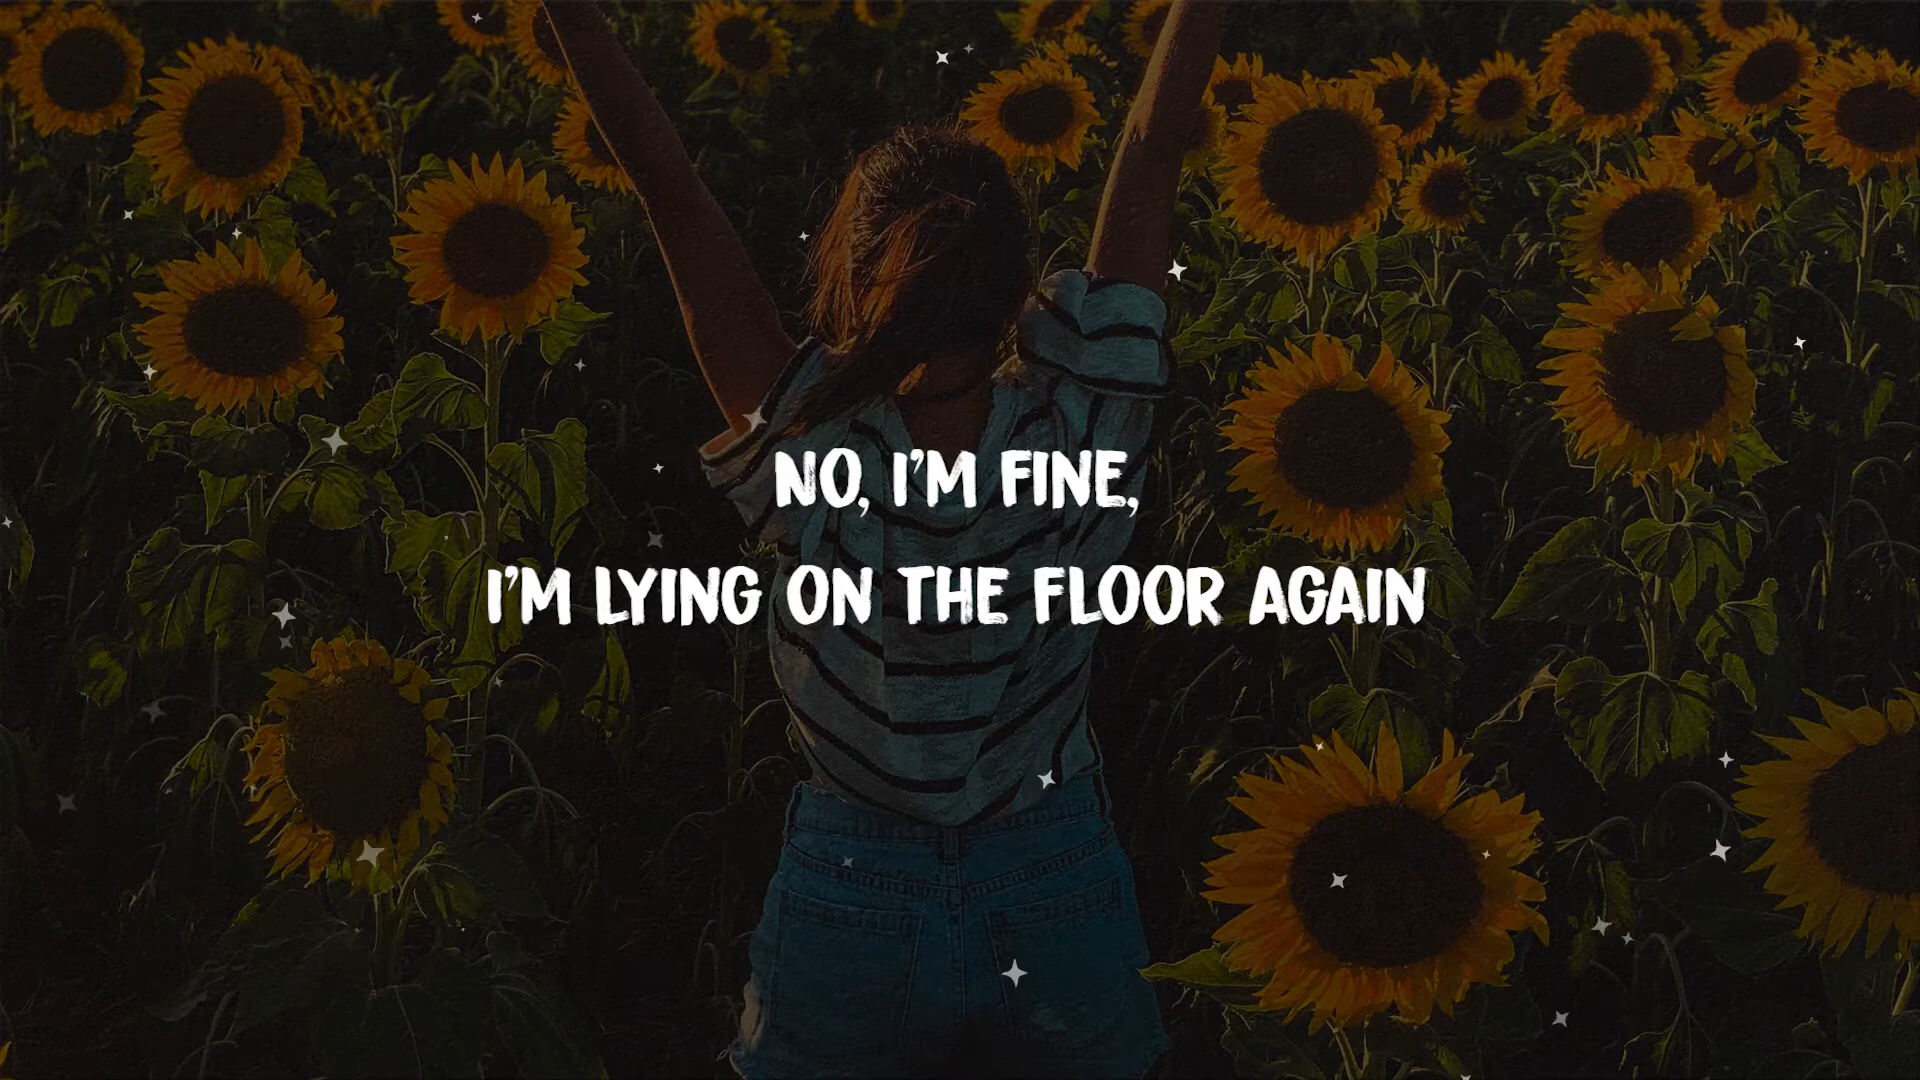 NO, I'M FINE,
I'M LYING ON THE FLOOR AGAIN